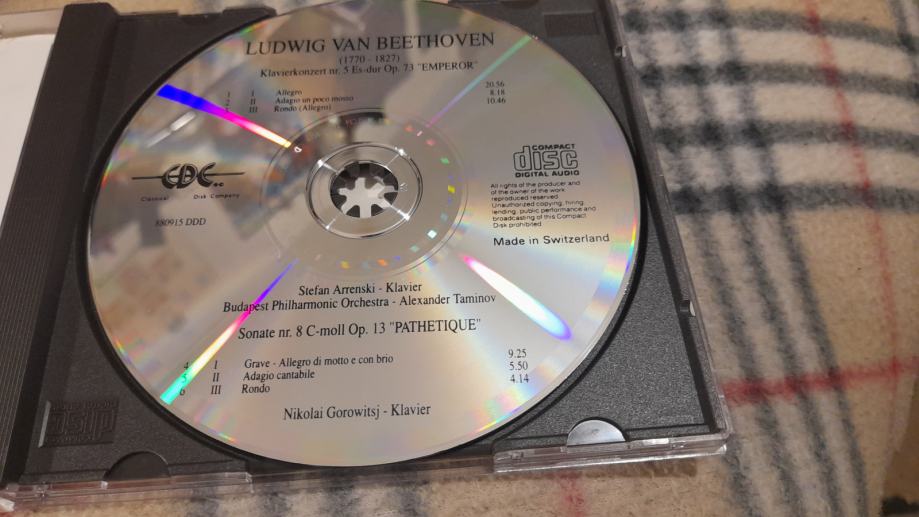 LUDWIG VAN BEETHOVEN
(1770 - 1827)
Klavierkonzert nr. 5 Es-dur Op. 73 "EMPEROR"
1 I Allegro 20.56
2 II Adagio un poco mosso 8.18
3 III Rondo (Allegro) 10.46
CDC
Classical Disk Company
880915 DDD
COMPACT
disc
DIGITAL AUDIO
All rights of the producer and
of the owner of the work
reproduced reserved
Unauthorized copying, hiring,
lending, public performance and
broadcasting of this Compact
Disk prohibited
Made in Switzerland
Stefan Arrenski - Klavier
Budapest Philharmonic Orchestra - Alexander Taminov
Sonate nr. 8 C-moll Op. 13 "PATHETIQUE"
4 I Grave - Allegro di motto e con brio 9.25
5 II Adagio cantabile 5.50
6 III Rondo 4.14
Nikolai Gorowitsj - Klavier